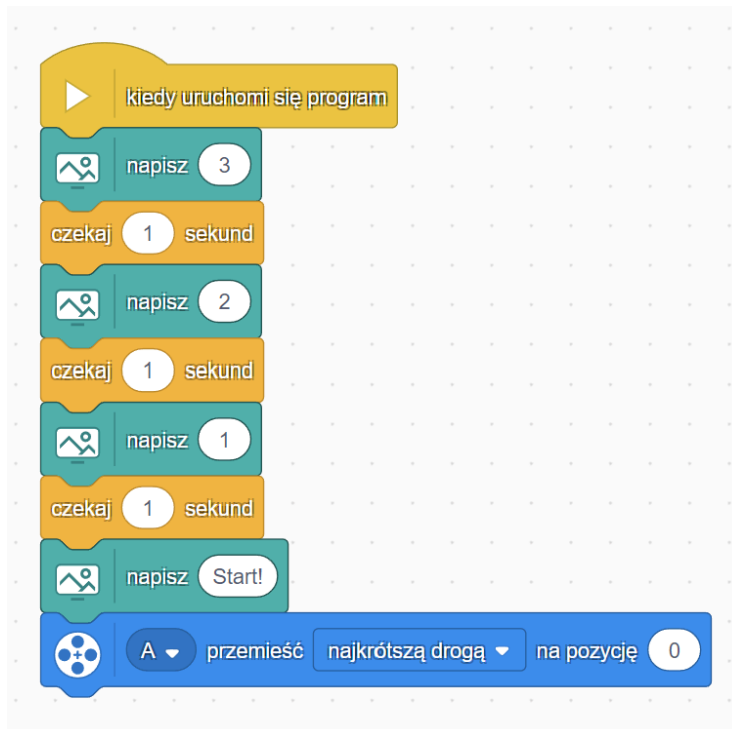 kiedy uruchomi się program
napisz 3
czekaj 1 sekund
napisz 2
czekaj 1 sekund
napisz 1
czekaj 1 sekund
napisz Start!
A przemieść najkrótszą drogą na pozycję 0